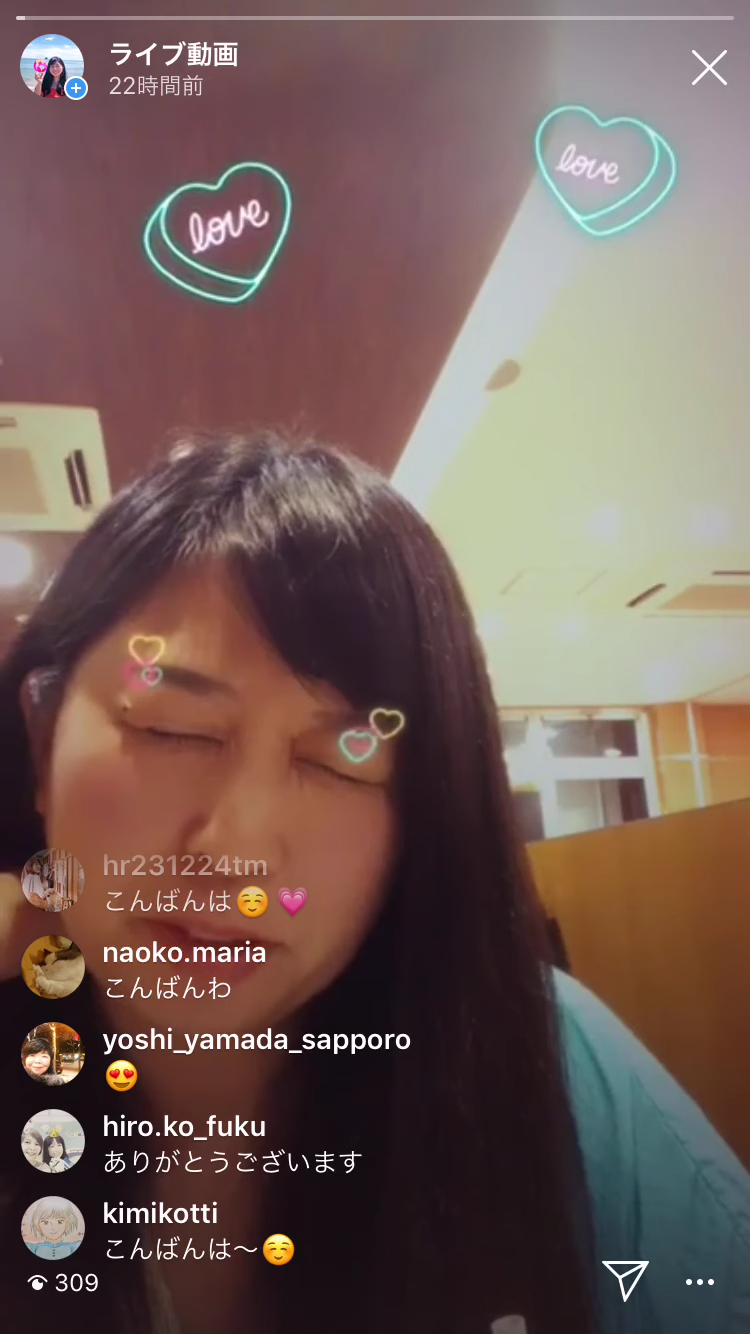 ライブ動画
22時間前
love
love
hr231224tm
こんばんは☺️💗
naoko.maria
こんばんわ
yoshi_yamada_sapporo
😍
hiro.ko_fuku
ありがとうございます
kimikotti
こんばんは〜☺️
309